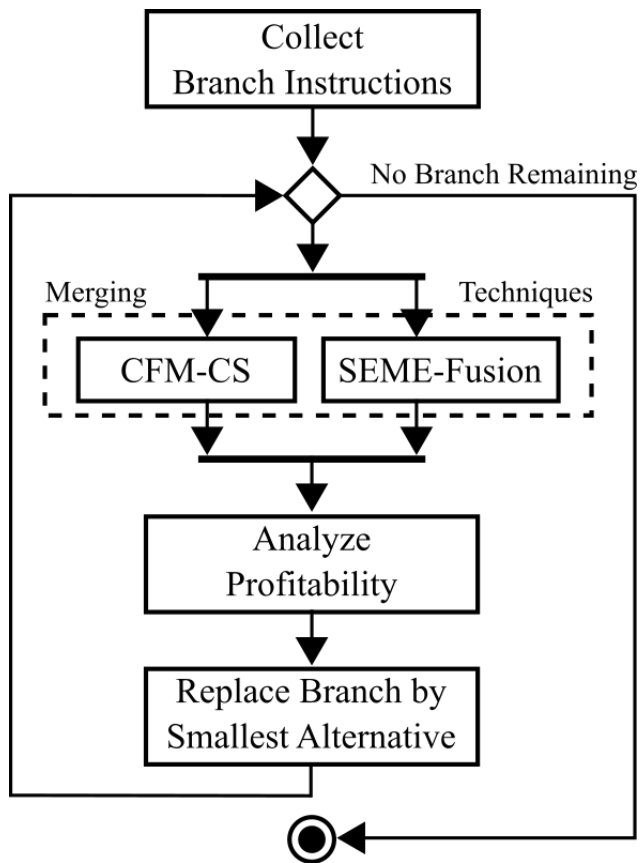 Collect
Branch Instructions
No Branch Remaining
Merging Techniques
CFM-CS SEME-Fusion
Analyze
Profitability
Replace Branch by
Smallest Alternative